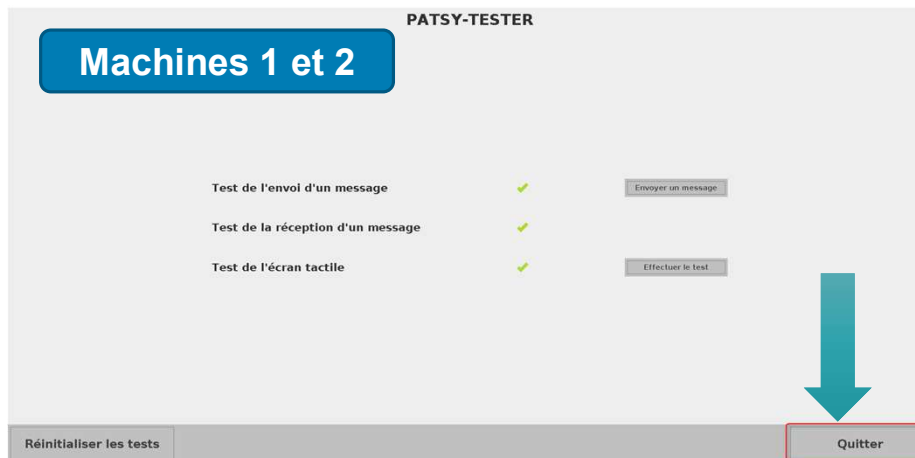 PATSY-TESTER
Machines 1 et 2
Test de l'envoi d'un message
Envoyer un message
Test de la réception d'un message
Test de l'écran tactile
Effectuer le test
Réinitialiser les tests
Quitter